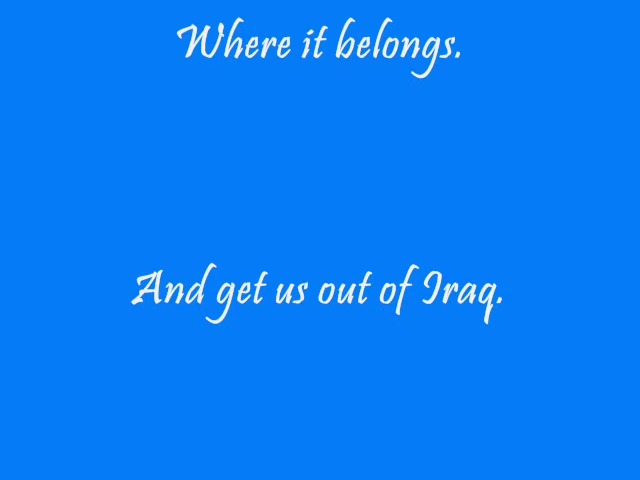 Where it belongs.
And get us out of Iraq.